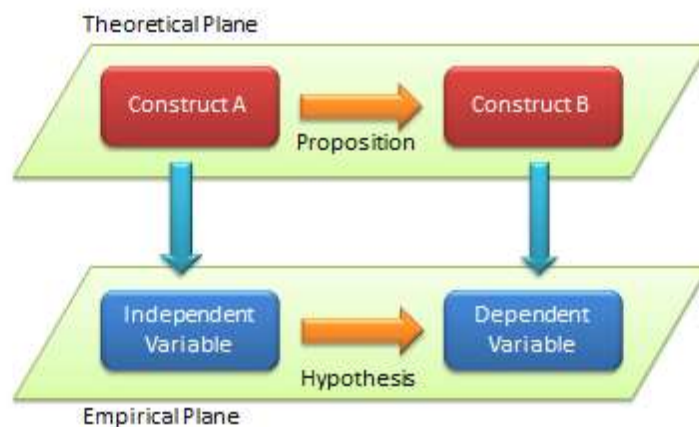 Theoretical Plane
Construct A
Construct B
Proposition
Independent
Variable
Dependent
Variable
Hypothesis
Empirical Plane